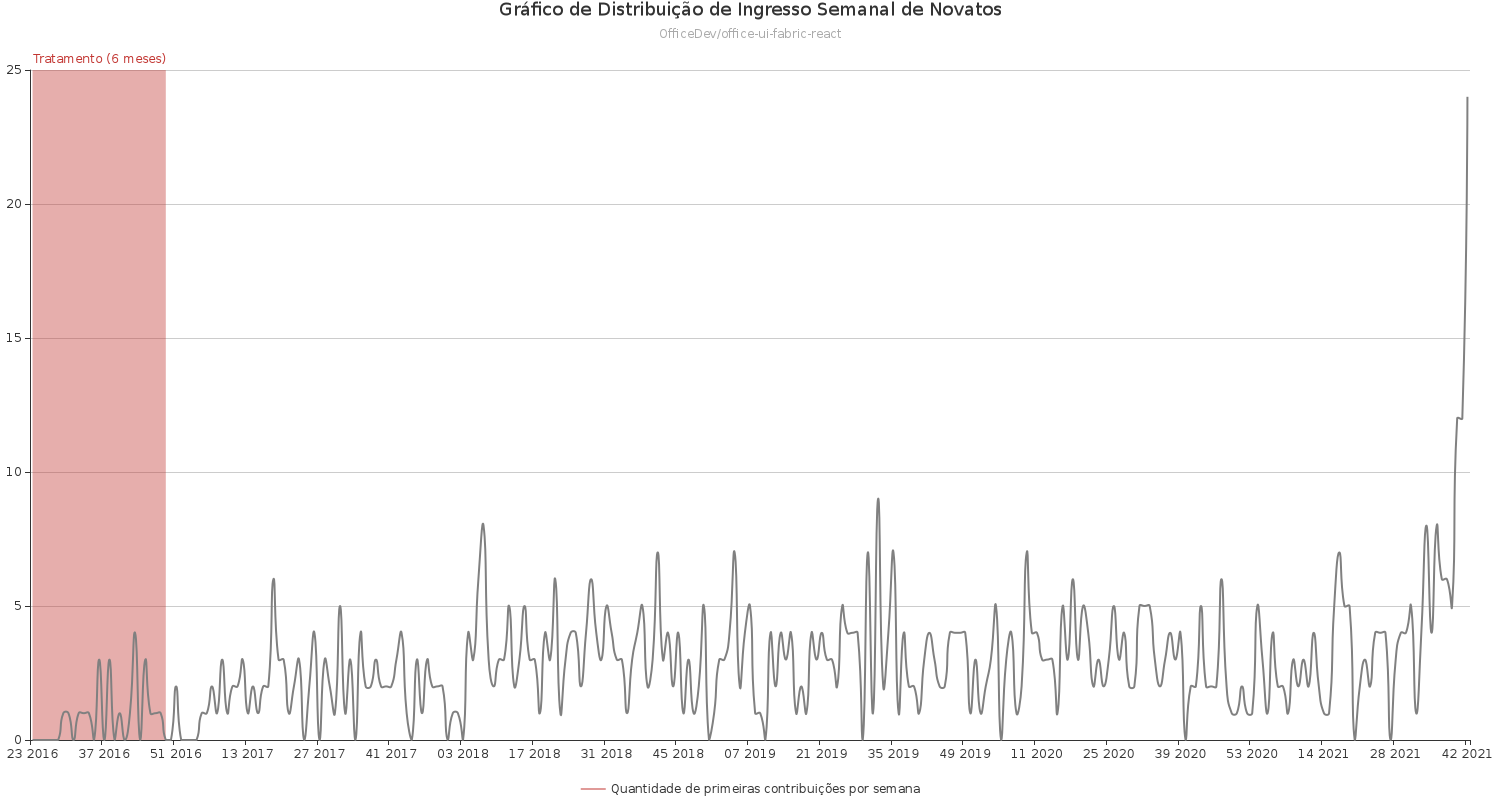 Gráfico de Distribuição de Ingresso Semanal de Novatos
OfficeDev/office-ui-fabric-react
Tratamento (6 meses)
25
20
15
10
5
0
23 2016 37 2016 51 2016 13 2017 27 2017 41 2017 03 2018 17 2018 31 2018 45 2018 07 2019 21 2019 35 2019 49 2019 11 2020 25 2020 39 2020 53 2020 14 2021 28 2021 42 2021
Quantidade de primeiras contribuições por semana